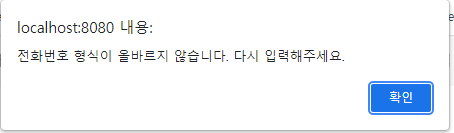 localhost:8080 내용:
전화번호 형식이 올바르지 않습니다. 다시 입력해주세요.
확인